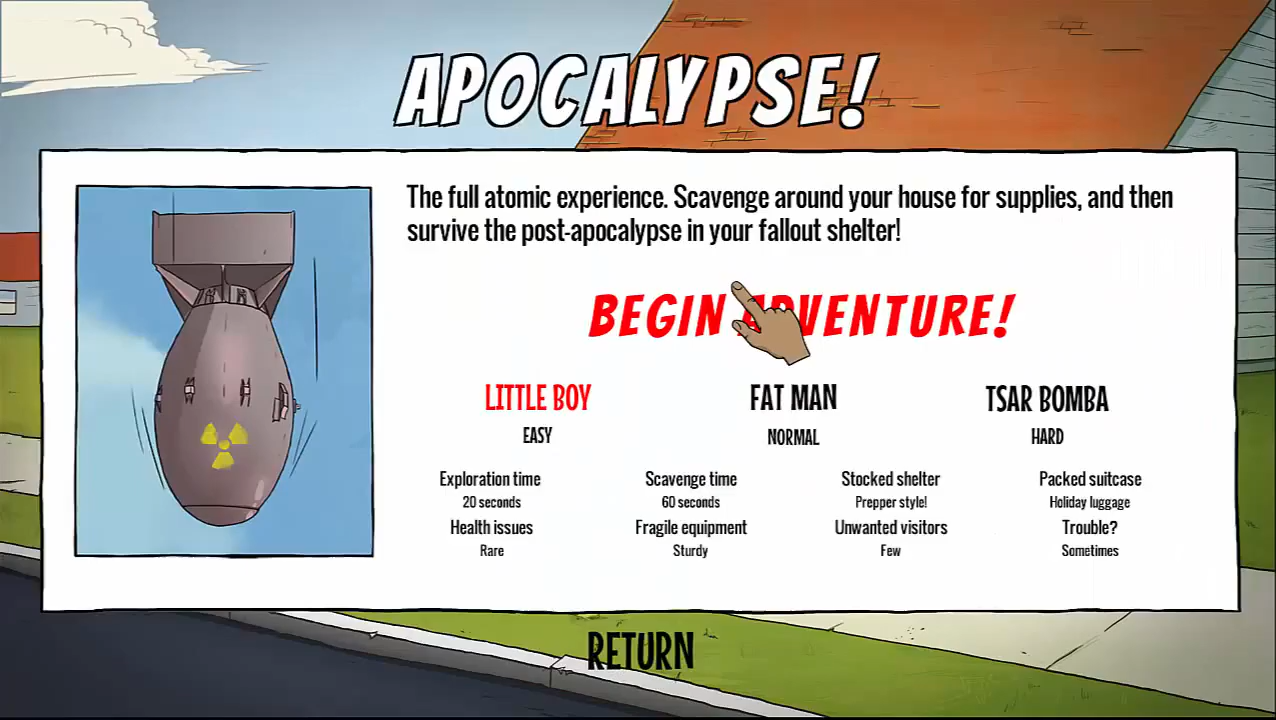 APOCALYPSE!
The full atomic experience. Scavenge around your house for supplies, and then
survive the post-apocalypse in your fallout shelter!
BEGIN ADVENTURE!
LITTLE BOY FAT MAN TSAR BOMBA
EASY NORMAL HARD
Exploration time Scavenge time Stocked shelter Packed suitcase
20 seconds 60 seconds Prepper style! Holiday luggage
Health issues Fragile equipment Unwanted visitors Trouble?
Rare Sturdy Few Sometimes
RETURN